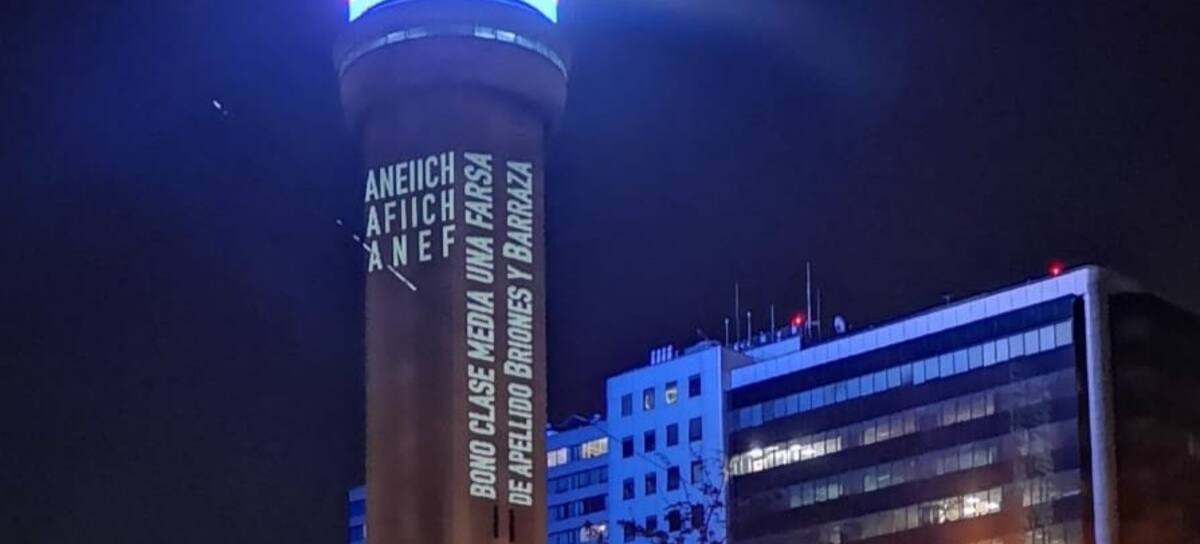 ANEIICH
AFIICH
ANEF
BONO CLASE MEDIA UNA FARSA
DE APELLIDO BRIONES Y BARRAZA